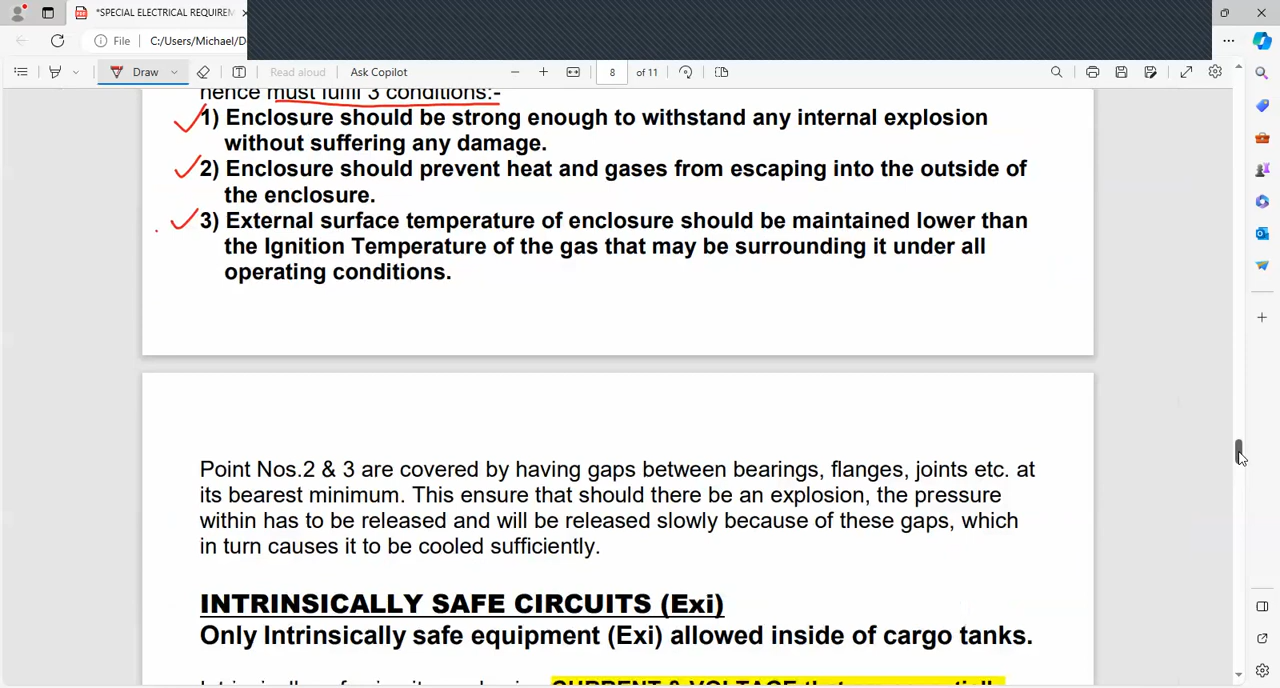 *SPECIAL ELECTRICAL REQUIREM
File C:/Users/Michael/D
Draw Read aloud Ask Copilot 8 of 11
hence must fulfil 3 conditions:-
1) Enclosure should be strong enough to withstand any internal explosion
without suffering any damage.
2) Enclosure should prevent heat and gases from escaping into the outside of
the enclosure.
3) External surface temperature of enclosure should be maintained lower than
the Ignition Temperature of the gas that may be surrounding it under all
operating conditions.
Point Nos.2 & 3 are covered by having gaps between bearings, flanges, joints etc. at
its bearest minimum. This ensure that should there be an explosion, the pressure
within has to be released and will be released slowly because of these gaps, which
in turn causes it to be cooled sufficiently.
INTRINSICALLY SAFE CIRCUITS (Exi)
Only Intrinsically safe equipment (Exi) allowed inside of cargo tanks.
CURRENT & VOLTAGE that